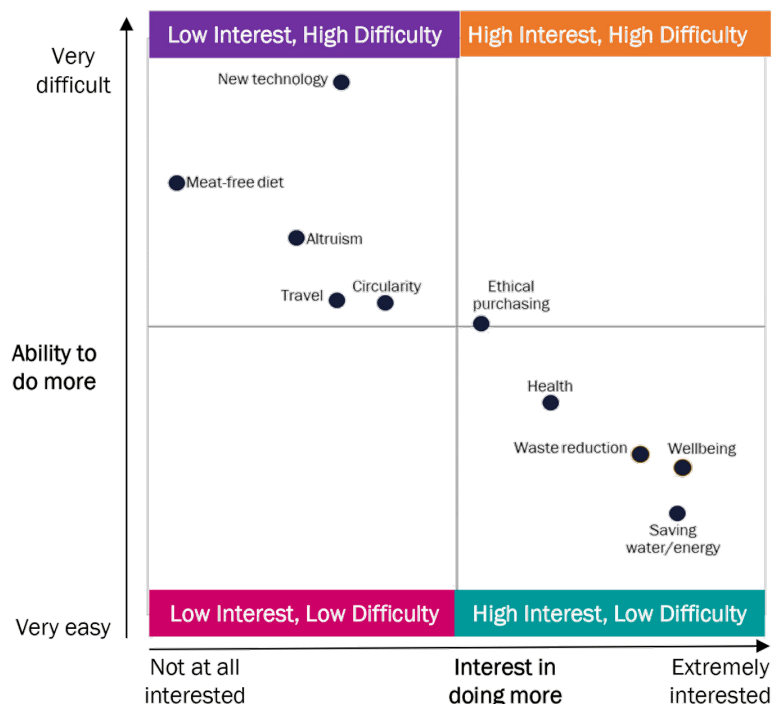 Low Interest, High Difficulty
High Interest, High Difficulty
Very
difficult
New technology
Meat-free diet
Altruism
Travel
Circularity
Ethical
purchasing
Ability to
do more
Health
Waste reduction
Wellbeing
Saving
water/energy
Low Interest, Low Difficulty
High Interest, Low Difficulty
Very easy
Not at all
interested
Interest in
doing more
Extremely
interested